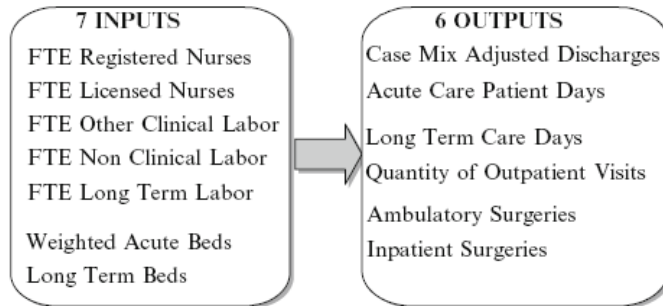 7 INPUTS
FTE Registered Nurses
FTE Licensed Nurses
FTE Other Clinical Labor
FTE Non Clinical Labor
FTE Long Term Labor
Weighted Acute Beds
Long Term Beds
6 OUTPUTS
Case Mix Adjusted Discharges
Acute Care Patient Days
Long Term Care Days
Quantity of Outpatient Visits
Ambulatory Surgeries
Inpatient Surgeries